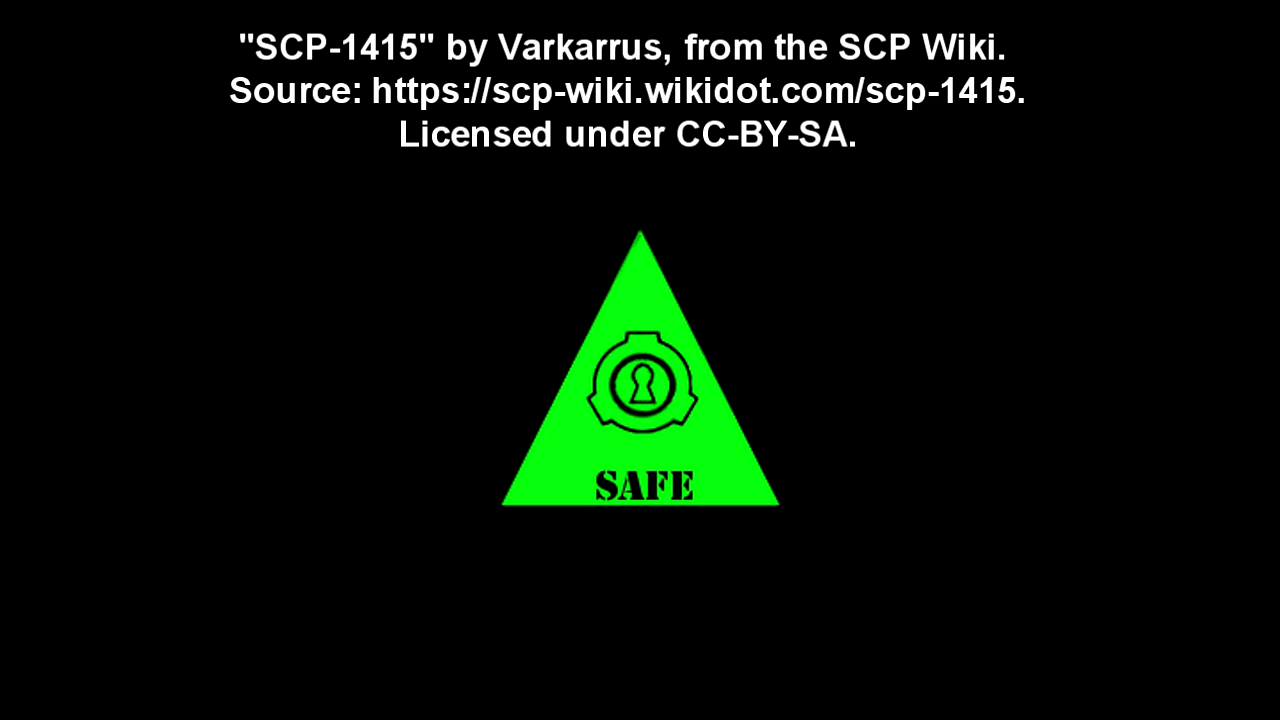 "SCP-1415" by Varkarrus, from the SCP Wiki.
Source: https://scp-wiki.wikidot.com/scp-1415.
Licensed under CC-BY-SA.
SAFE